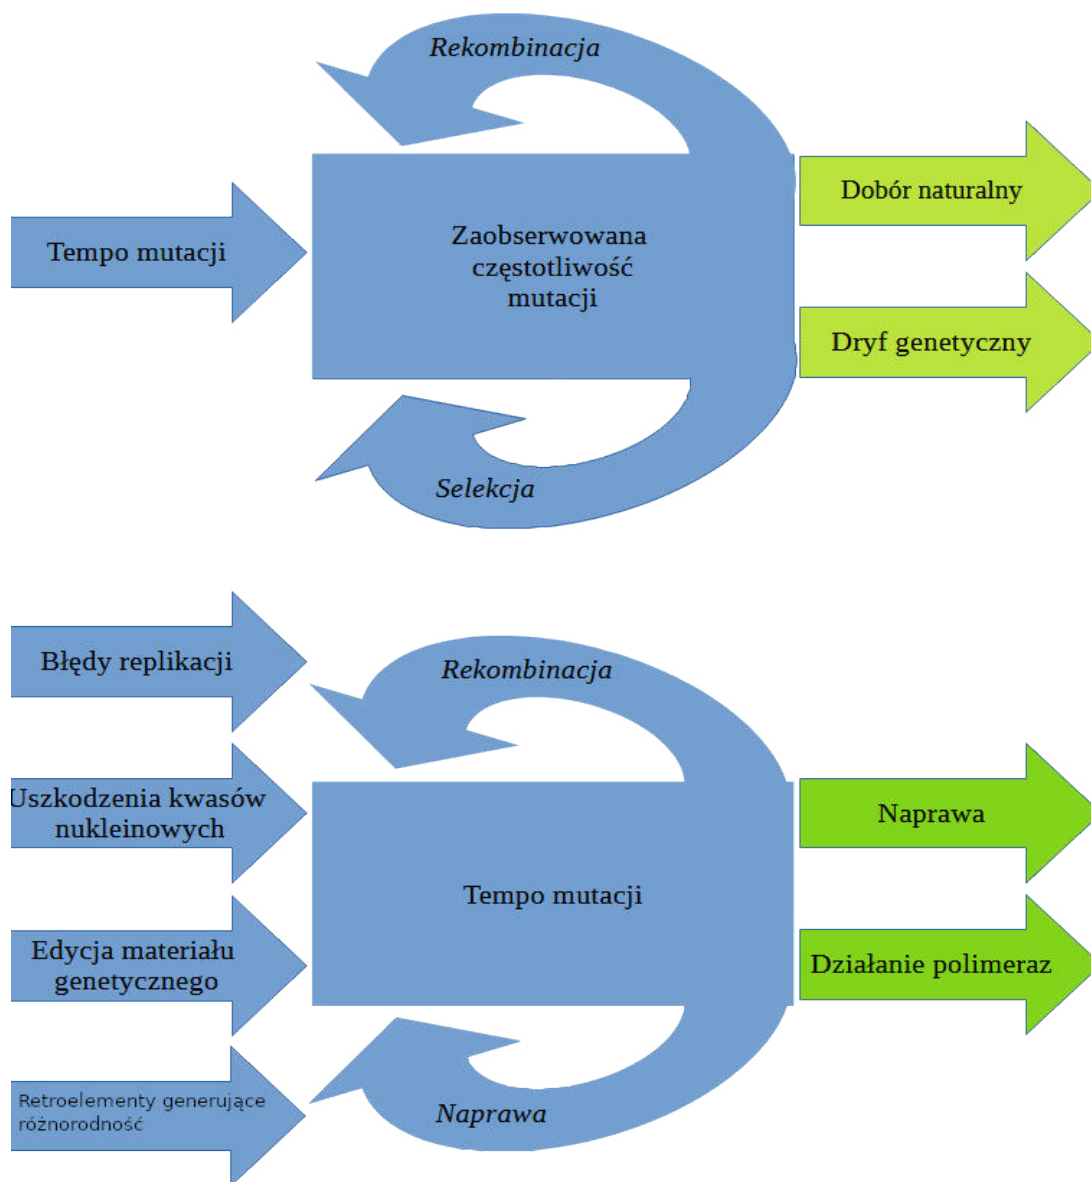 Rekombinacja
Dobór naturalny
Tempo mutacji
Zaobserwowana
częstotliwość
mutacji
Dryf genetyczny
Selekcja
Błędy replikacji
Rekombinacja
Uszkodzenia kwasów
nukleinowych
Naprawa
Tempo mutacji
Edycja materiału
genetycznego
Działanie polimeraz
Retroelementy generujące
różnorodność
Naprawa